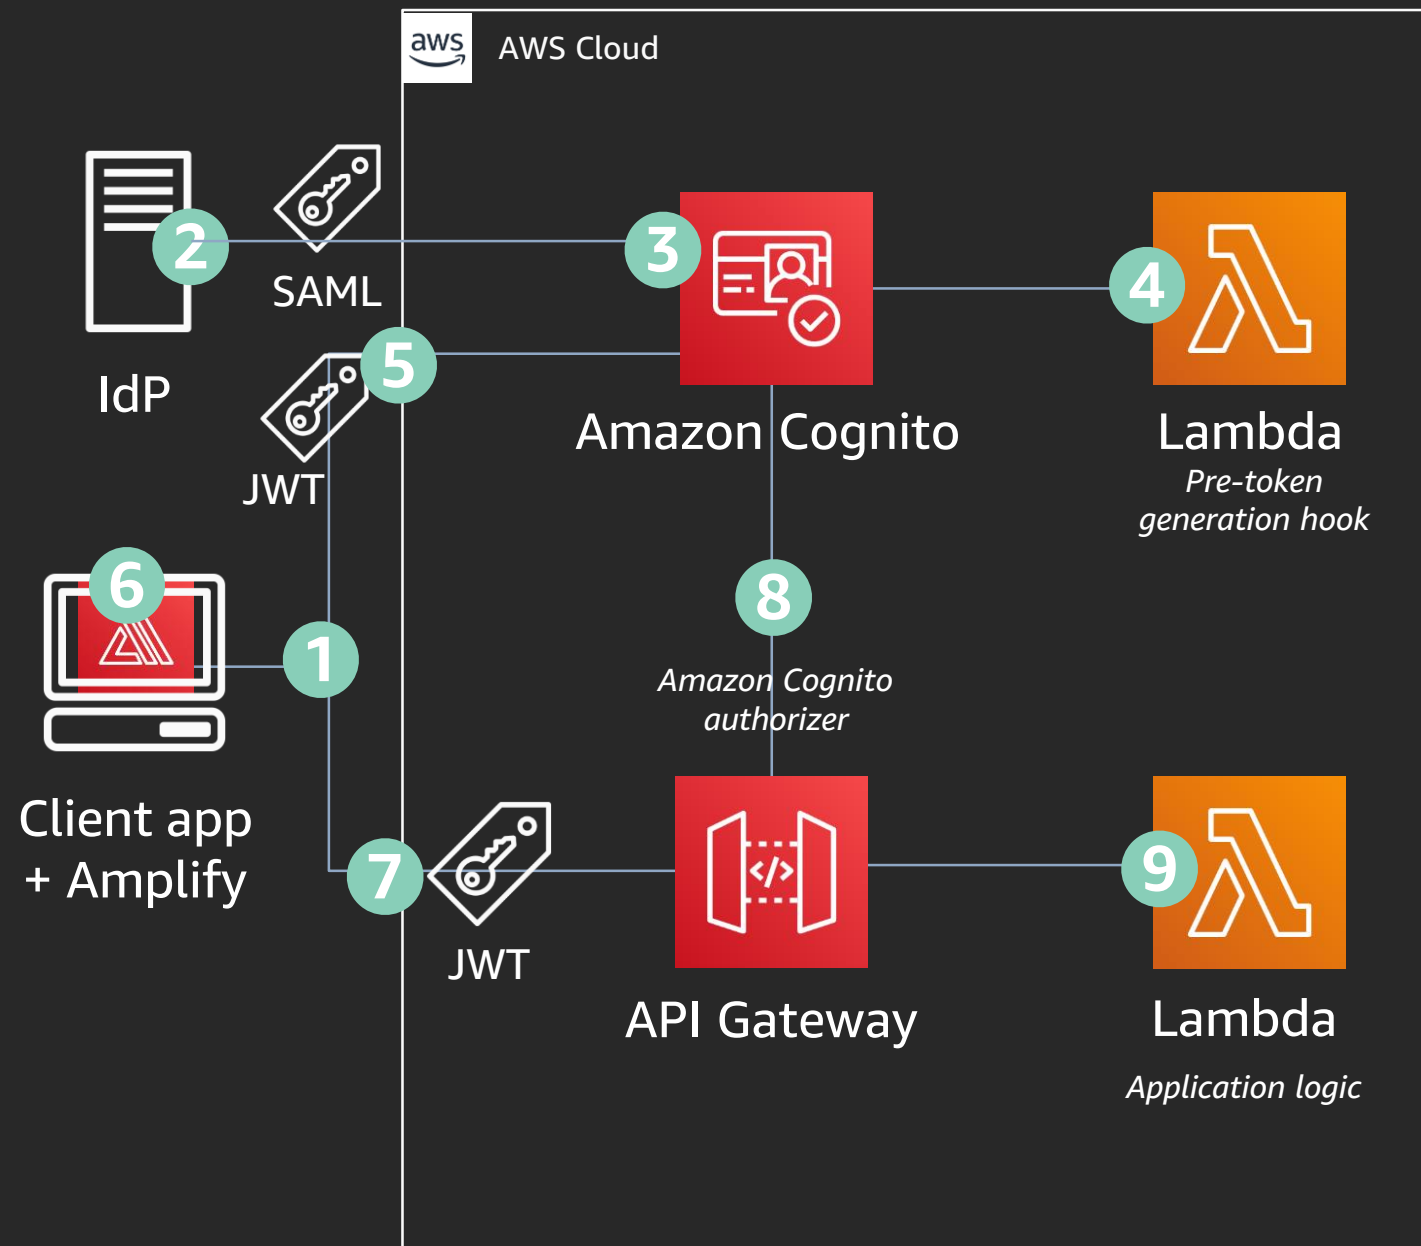 aws
AWS Cloud
2
3
4
SAML
5
IdP
Amazon Cognito
Lambda
Pre-token
generation hook
JWT
6
8
1
Amazon Cognito
authorizer
Client app
+ Amplify
7
</>
9
JWT
API Gateway
Lambda
Application logic